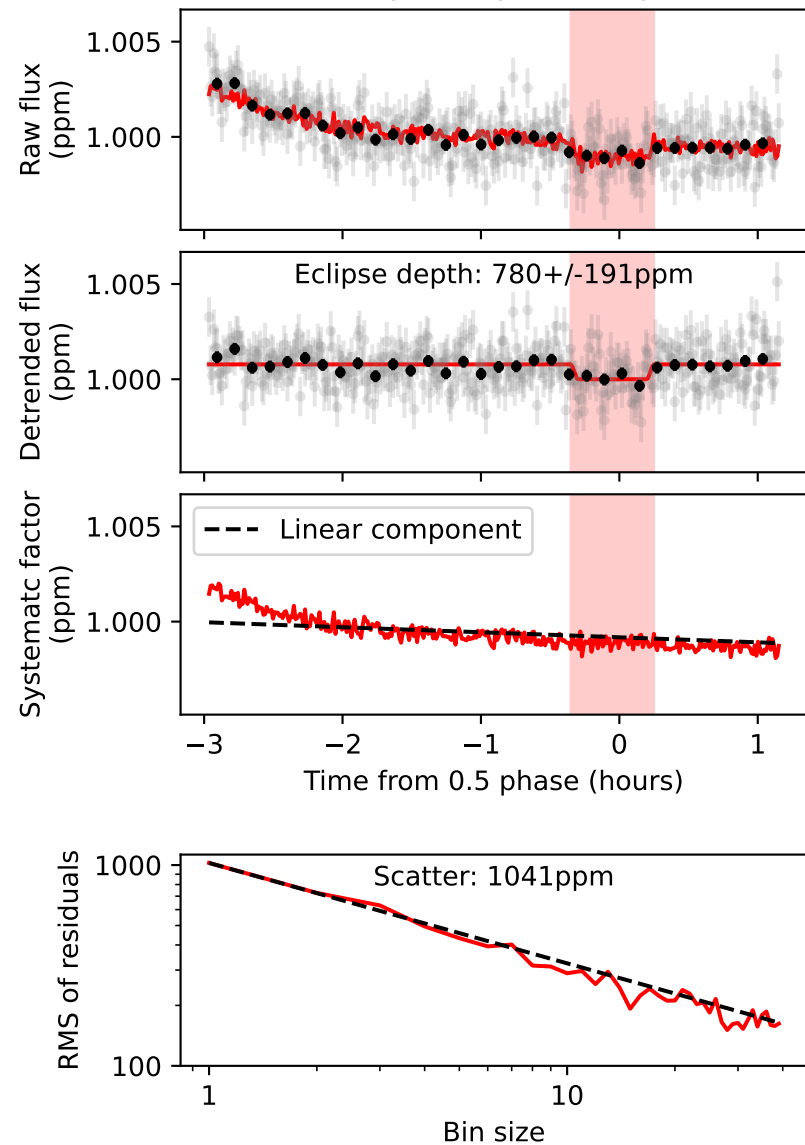 Raw flux
(ppm)
1.005
1.000
Detrended flux
(ppm)
1.005
1.000
Eclipse depth: 780+/-191ppm
Systematc factor
(ppm)
1.005
1.000
Linear component
−3 −2 −1 0 1
Time from 0.5 phase (hours)
RMS of residuals
1000
100
Scatter: 1041ppm
1 10
Bin size